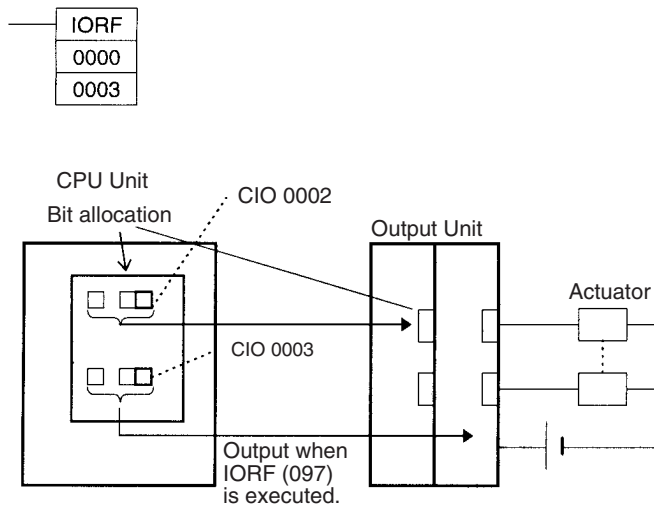 IORF
0000
0003
CPU Unit
Bit allocation
CIO 0002
Output Unit
Actuator
CIO 0003
Output when
IORF (097)
is executed.